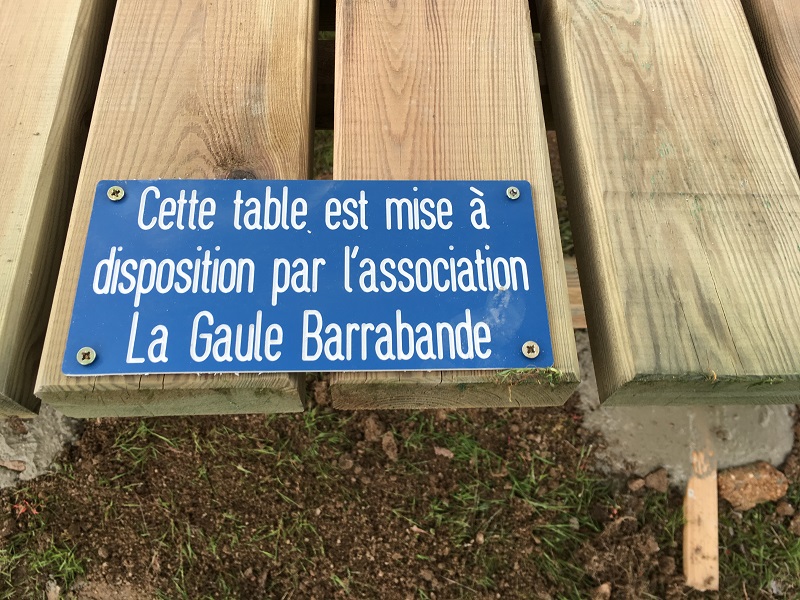 Cette table est mise à
disposition par l'association
La Gaule Barrabande